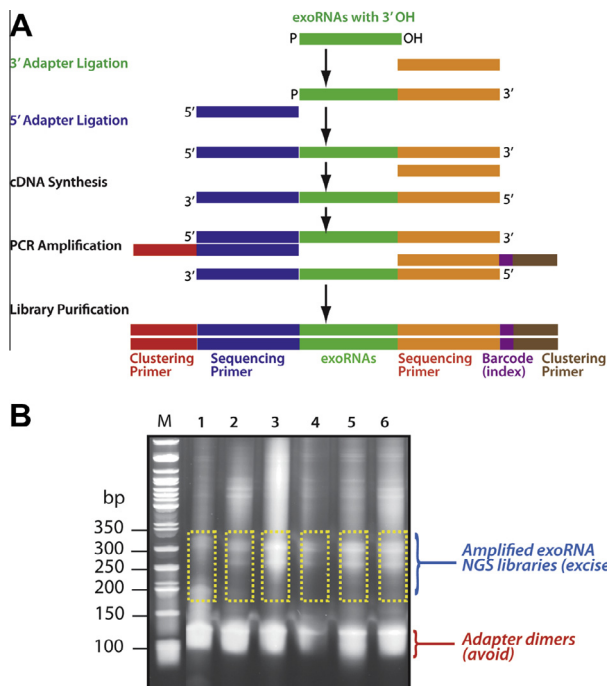 A
exoRNAs with 3' OH
P
OH
3' Adapter Ligation
P
3'
5'
5' Adapter Ligation
5'
3'
cDNA Synthesis
3'
5'
5'
3'
PCR Amplification
3'
5'
Library Purification
Clustering Primer
Sequencing Primer
exoRNAs
Sequencing Primer
Barcode (index)
Clustering Primer
B
M 1 2 3 4 5 6
bp
350
300
250
200
150
100
Amplified exoRNA
NGS libraries (excise
Adapter dimers
(avoid)